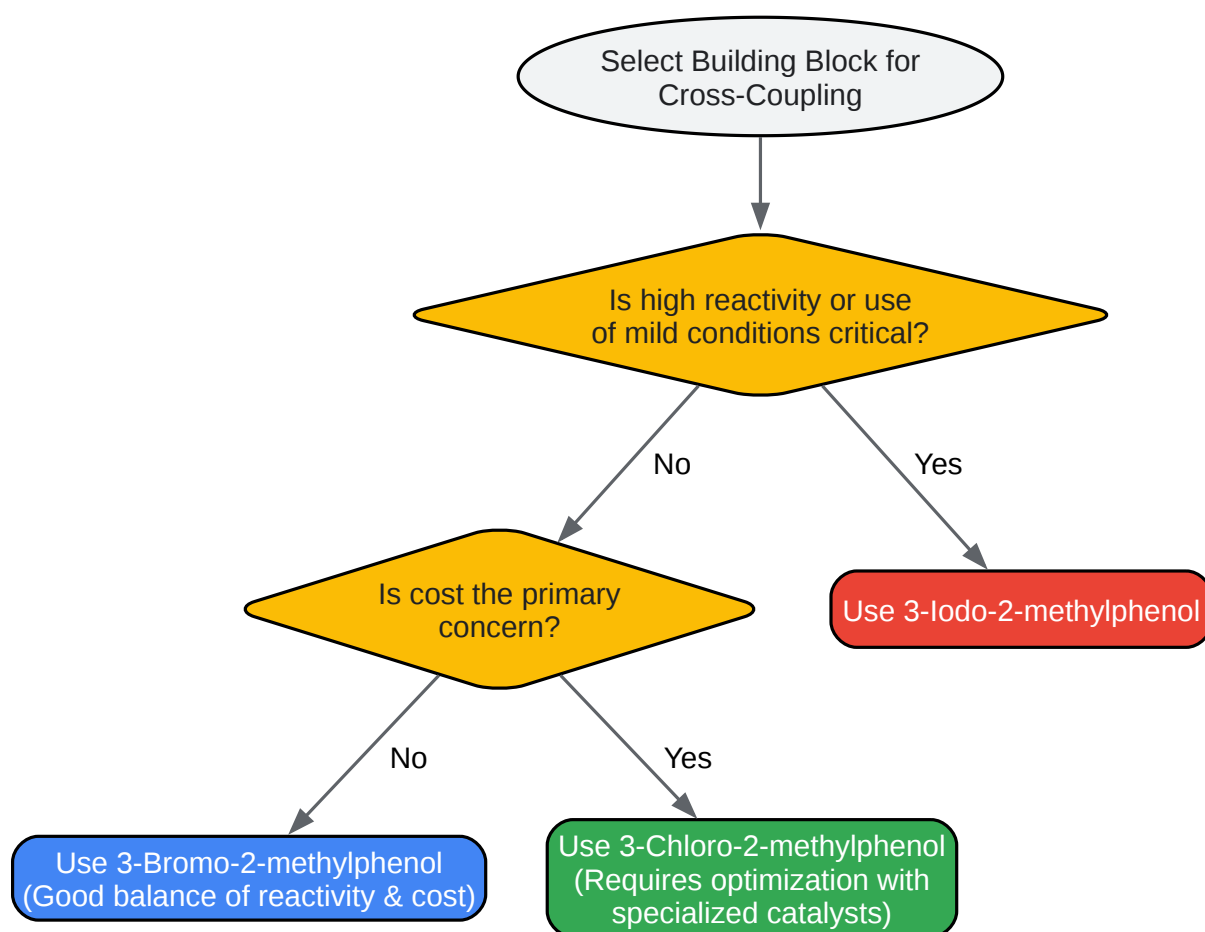 Select Building Block for
Cross-Coupling
Is high reactivity or use
of mild conditions critical?
No
Yes
Is cost the primary
concern?
Use 3-Iodo-2-methylphenol
No
Yes
Use 3-Bromo-2-methylphenol
(Good balance of reactivity & cost)
Use 3-Chloro-2-methylphenol
(Requires optimization with
specialized catalysts)